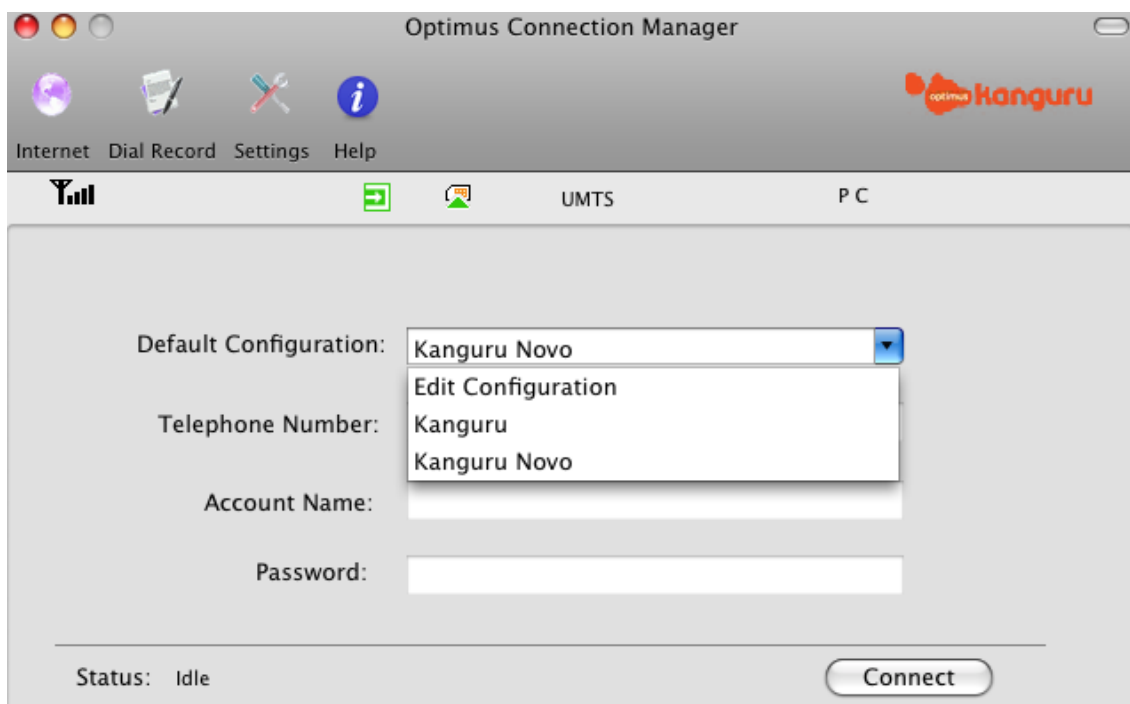 Optimus Connection Manager
optimus kanguru
Internet Dial Record Settings Help
UMTS P C
Default Configuration: Kanguru Novo
Edit Configuration
Telephone Number: Kanguru
Kanguru Novo
Account Name:
Password:
Status: Idle Connect